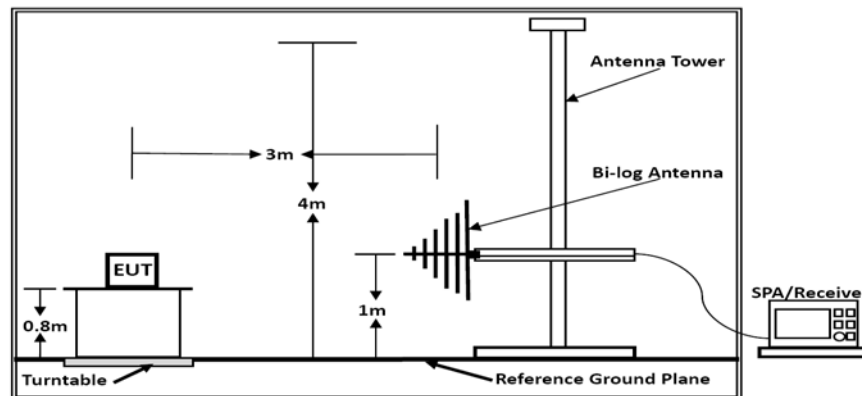 Antenna Tower
3m
Bi-log Antenna
4m
EUT
SPA/Receive
0.8m
1m
Turntable
Reference Ground Plane